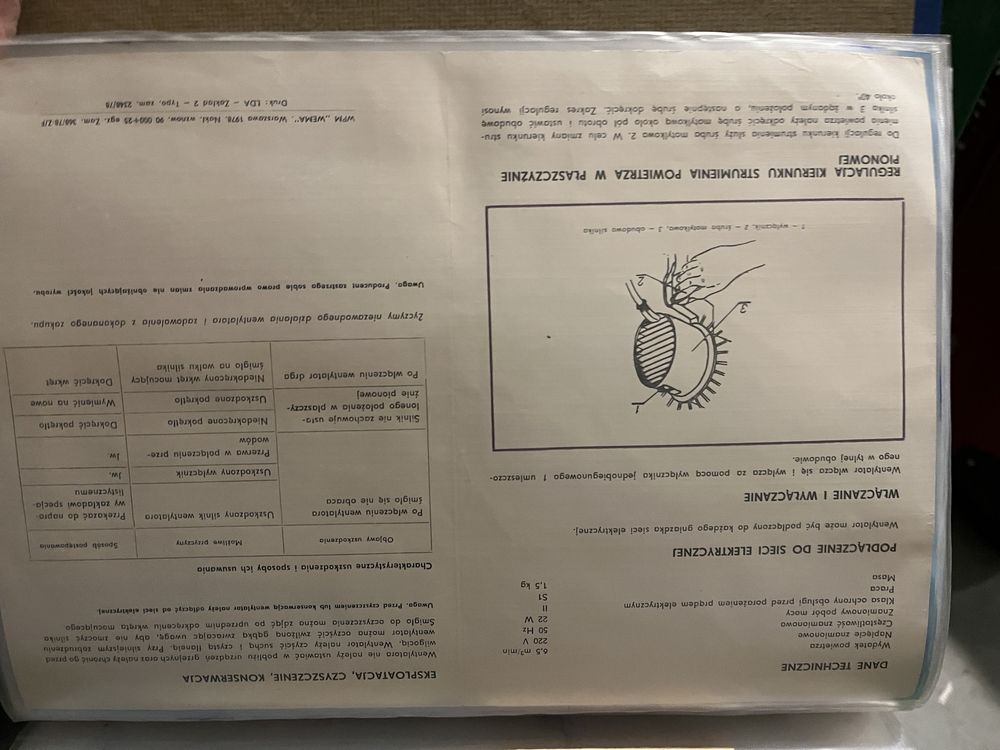 DANE TECHNICZNE
Wydatek powietrza 6,5 m³/min
Napięcie znamionowe 220 V
Częstotliwość znamionowa 50 Hz
Znamionowy pobór mocy 22 W
Klasa ochrony obsługi przed porażeniem prądem elektrycznym II
Praca S1
Masa 1,5 kg
PODŁĄCZENIE DO SIECI ELEKTRYCZNEJ
Wentylator może być podłączony do każdego gniazdka sieci elektrycznej.
WŁĄCZANIE I WYŁĄCZANIE
Wentylator włącza się i wyłącza za pomocą wyłącznika jednobiegunowego 1 umieszczo-
nego w tylnej obudowie.
1
3
2
1 – wyłącznik, 2 – śruba motylkowa, 3 – obudowa silnika
REGULACJA KIERUNKU STRUMIENIA POWIETRZA W PŁASZCZYŹNIE
PIONOWEJ
Do regulacji kierunku strumienia służy śruba motylkowa 2. W celu zmiany kierunku stru-
mienia powietrza należy odkręcić śrubę motylkową około pół obrotu i ustawić obudowę
silnika 3 w żądanym położeniu, a następnie śrubę dokręcić. Zakres regulacji wynosi
około 40°.
EKSPLOATACJA, CZYSZCZENIE, KONSERWACJA
Wentylatora nie należy ustawiać w pobliżu urządzeń grzejnych oraz należy chronić go przed
wilgocią. Wentylator należy czyścić suchą i czystą flanelą. Przy silniejszym zabrudzeniu
wentylator można oczyścić zwilżoną gąbką zwracając uwagę, aby nie zmoczyć silnika
Śmigło do oczyszczenia można zdjąć po uprzednim odkręceniu wkręta mocującego.
Uwaga. Przed czyszczeniem lub konserwacją wentylator należy odłączyć od sieci elektrycznej.
Charakterystyczne uszkodzenia i sposoby ich usuwania
Objawy uszkodzenia
Możliwe przyczyny
Sposób postępowania
Po włączeniu wentylatora
śmigło się nie obraca
Uszkodzony silnik wentylatora
Przekazać do napra-
wy zakładowi specja-
listycznemu
Uszkodzony wyłącznik
Jw.
Przerwa w połączeniu prze-
wodów
Jw.
Silnik nie zachowuje usta-
lonego położenia w płaszczy-
źnie pionowej
Niedokręcone pokrętło
Dokręcić pokrętło
Uszkodzone pokrętło
Wymienić na nowe
Po włączeniu wentylator drga
Niedokręcony wkręt mocujący
śmigło na wałku silnika
Dokręcić wkręt
Życzymy niezawodnego działania wentylatora i zadowolenia z dokonanego zakupu.
Uwaga. Producent zastrzega sobie prawo wprowadzania zmian nie obniżających jakości wyrobu.
WPM „WEMA”. Warszawa 1978. Nakł. wznow. 90 000+25 egz. Zam. 360/78/Z/F
Druk: LDA – Zakład 2 – Typo, zam. 2348/78